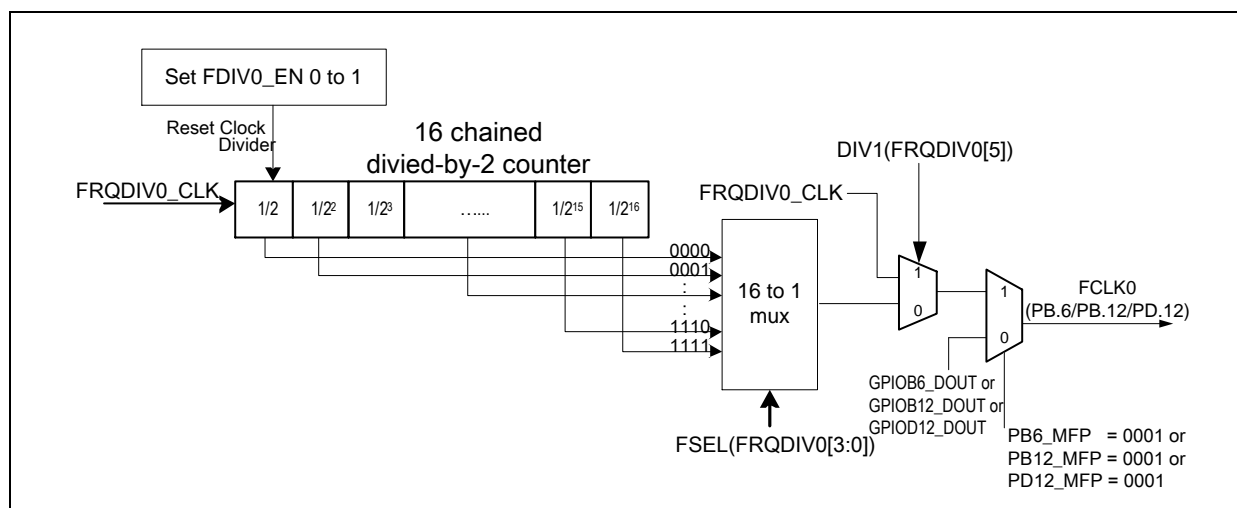 Set FDIV0_EN 0 to 1
Reset Clock
Divider
16 chained
divied-by-2 counter
FRQDIV0_CLK
1/2
1/2²
1/2³
…...
1/2¹⁵
1/2¹⁶
0000
0001
:
:
1110
1111
16 to 1
mux
FSEL(FRQDIV0[3:0])
DIV1(FRQDIV0[5])
FRQDIV0_CLK
1
0
1
0
FCLK0
(PB.6/PB.12/PD.12)
GPIOB6_DOUT or
GPIOB12_DOUT or
GPIOD12_DOUT
PB6_MFP = 0001 or
PB12_MFP = 0001 or
PD12_MFP = 0001